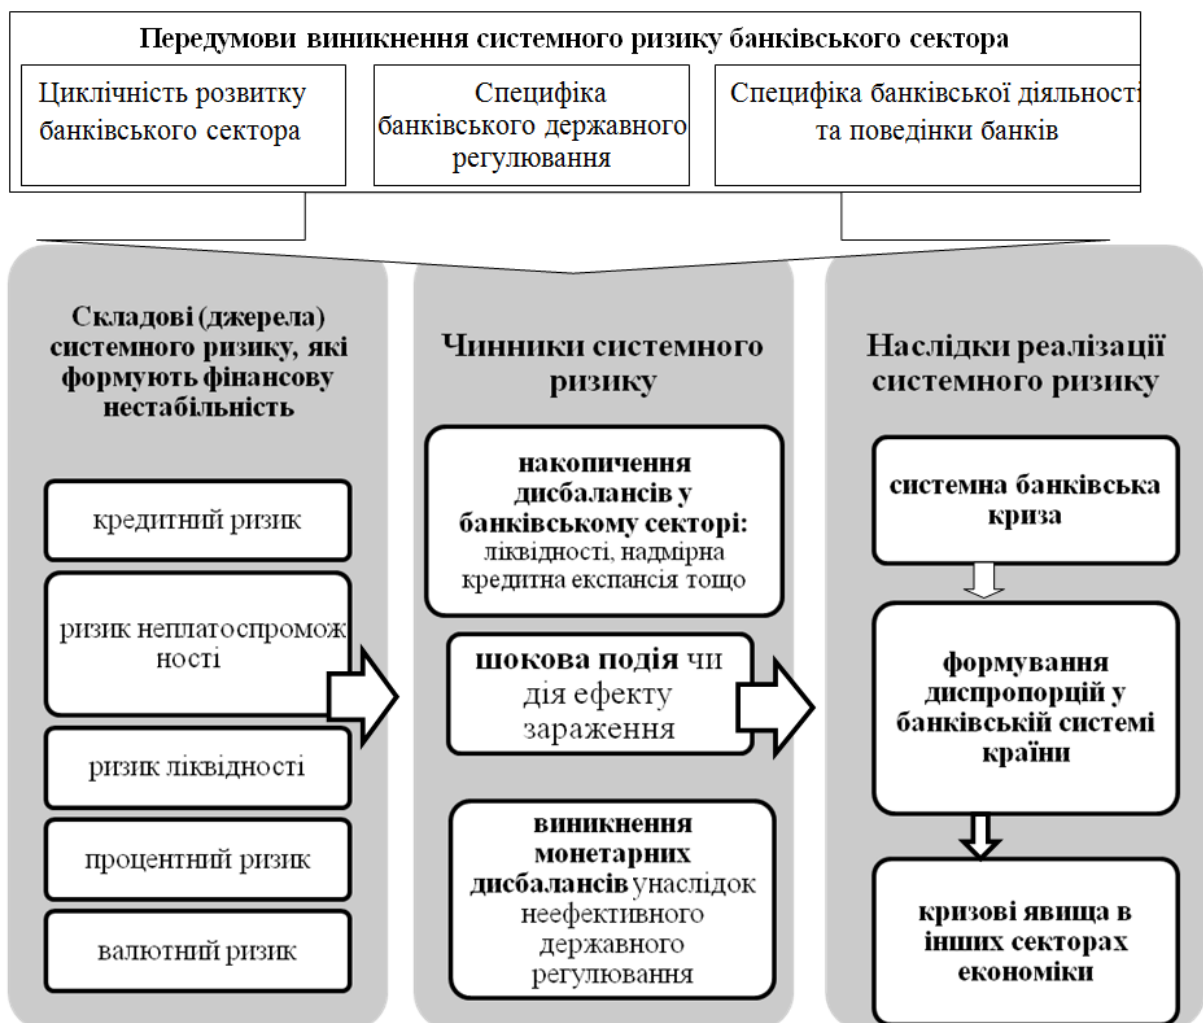 Передумови виникнення системного ризику банківського сектора
Циклічність розвитку
банківського сектора
Специфіка
банківського державного
регулювання
Специфіка банківської діяльності
та поведінки банків
Складові (джерела)
системного ризику, які
формують фінансову
нестабільність
кредитний ризик
ризик неплатоспромож
ності
ризик ліквідності
процентний ризик
валютний ризик
Чинники системного
ризику
накопичення
дисбалансів у
банківському секторі:
ліквідності, надмірна
кредитна експансія тощо
шокова подія чи
дія ефекту
зараження
виникнення
монетарних
дисбалансів унаслідок
неефективного
державного
регулювання
Наслідки реалізації
системного ризику
системна банківська
криза
формування
диспропорцій у
банківській системі
країни
кризові явища в
інших секторах
економіки